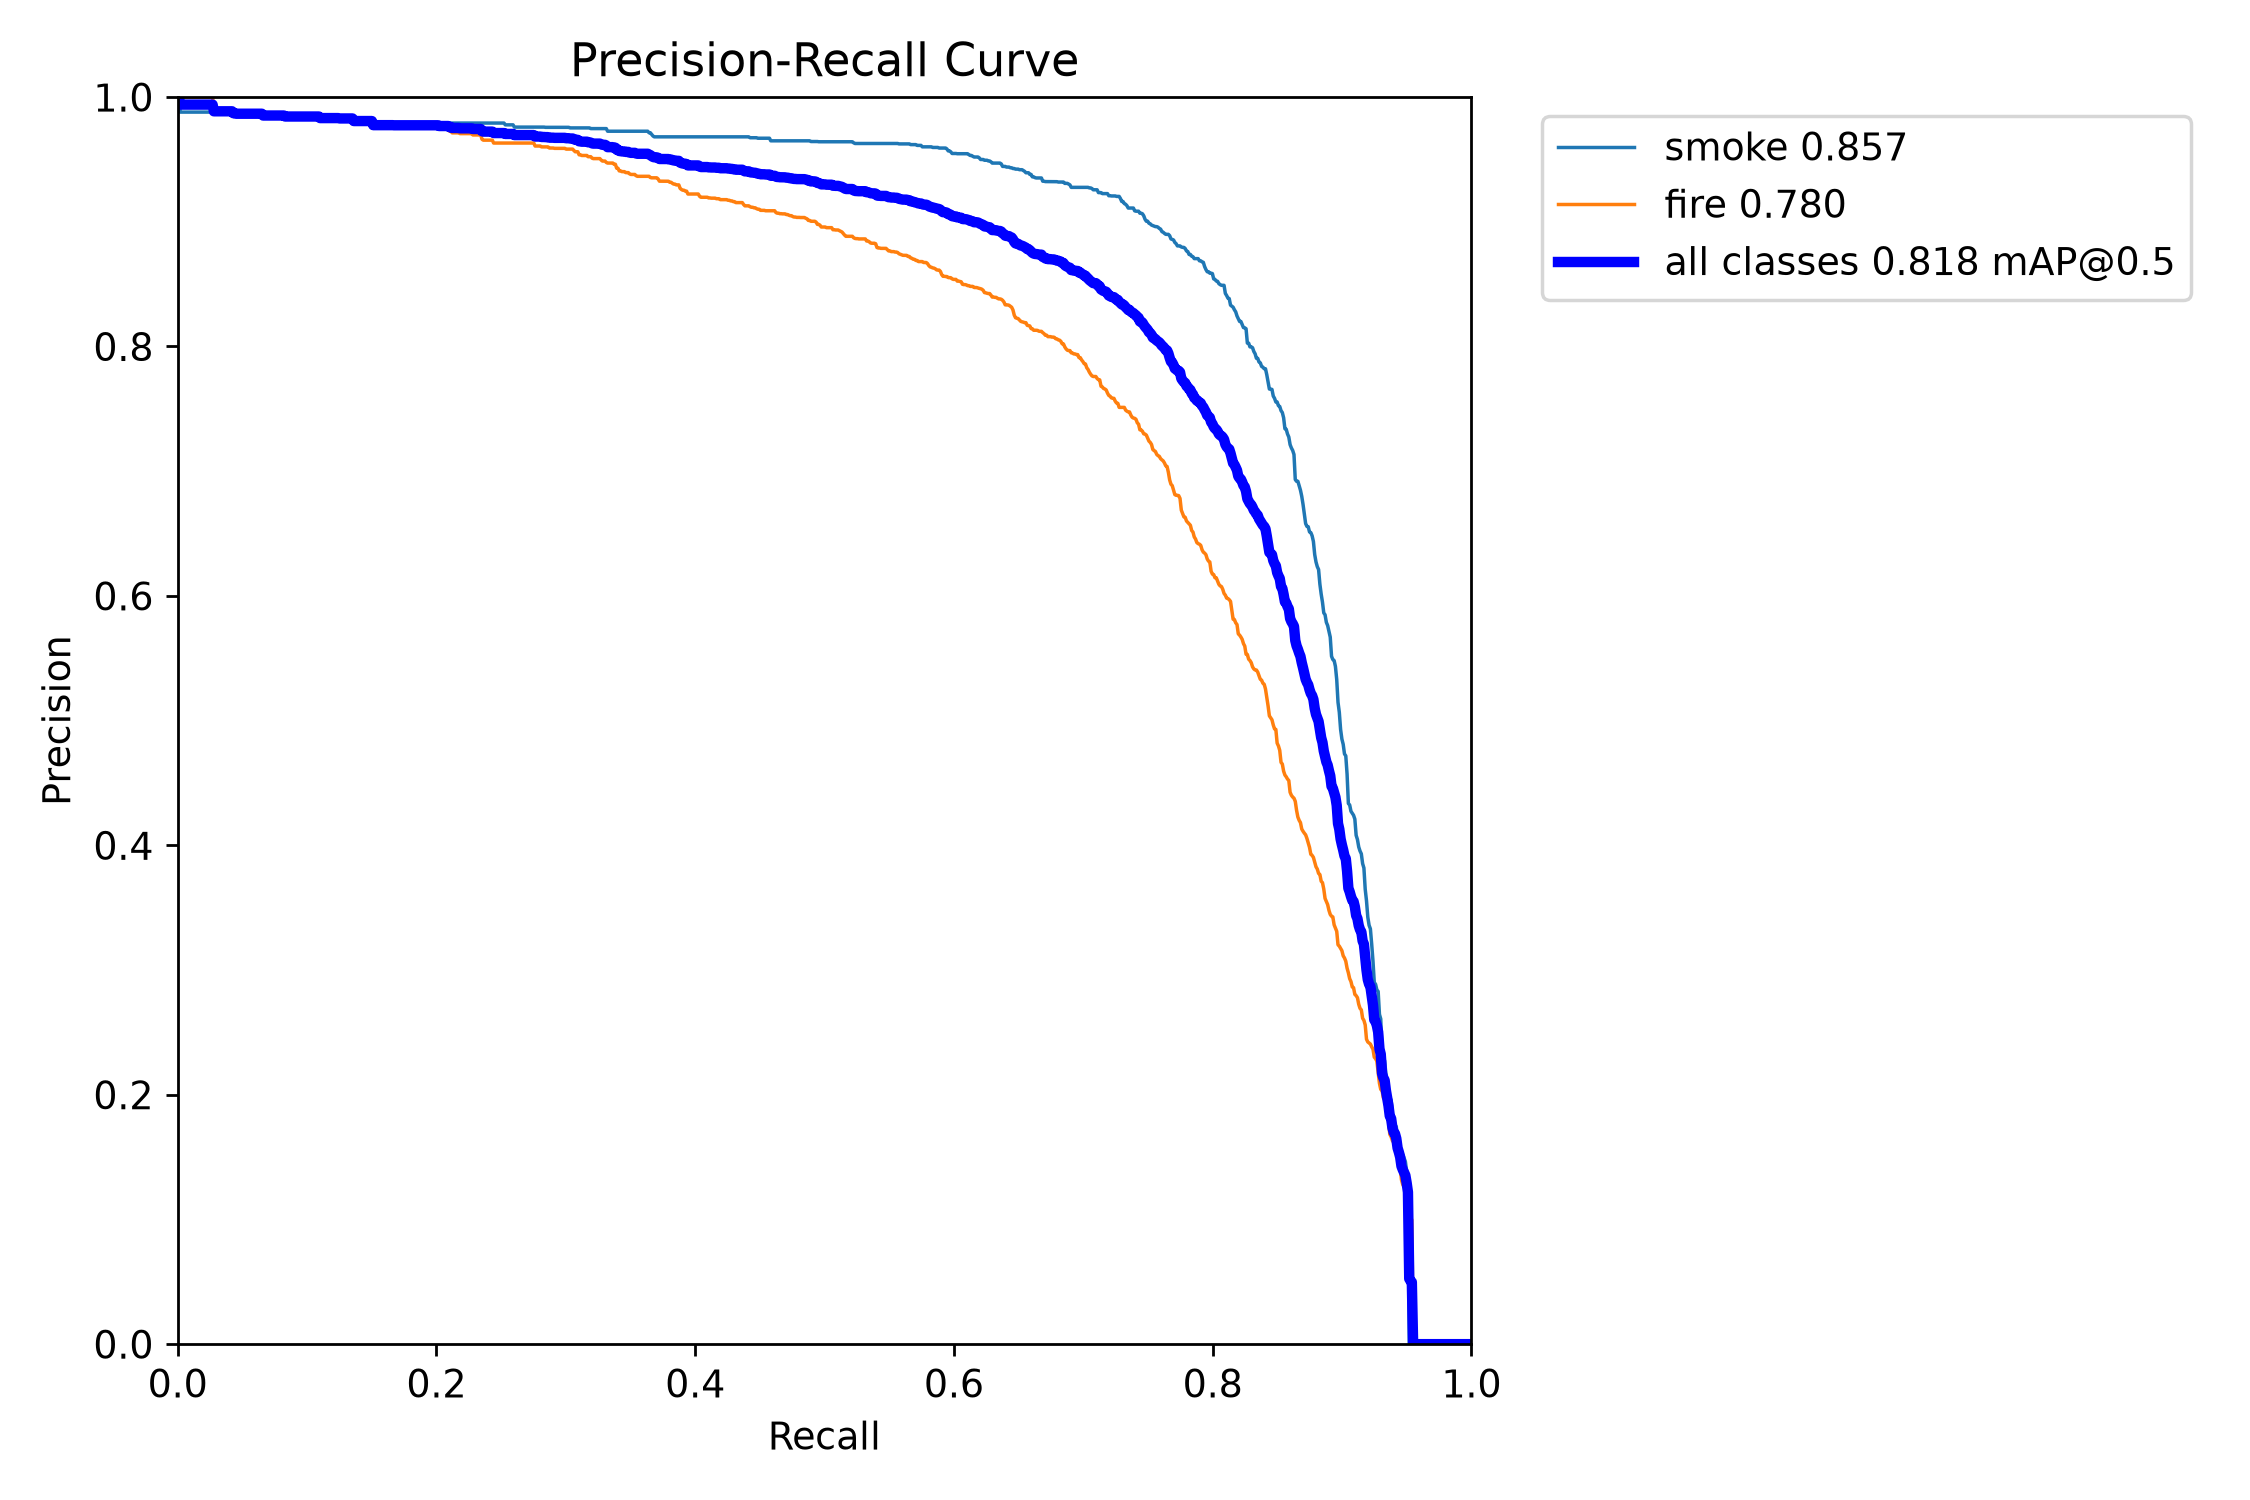 Precision-Recall Curve
smoke 0.857
fire 0.780
all classes 0.818 mAP@0.5
Precision
1.0
0.8
0.6
0.4
0.2
0.0
0.0 0.2 0.4 0.6 0.8 1.0
Recall